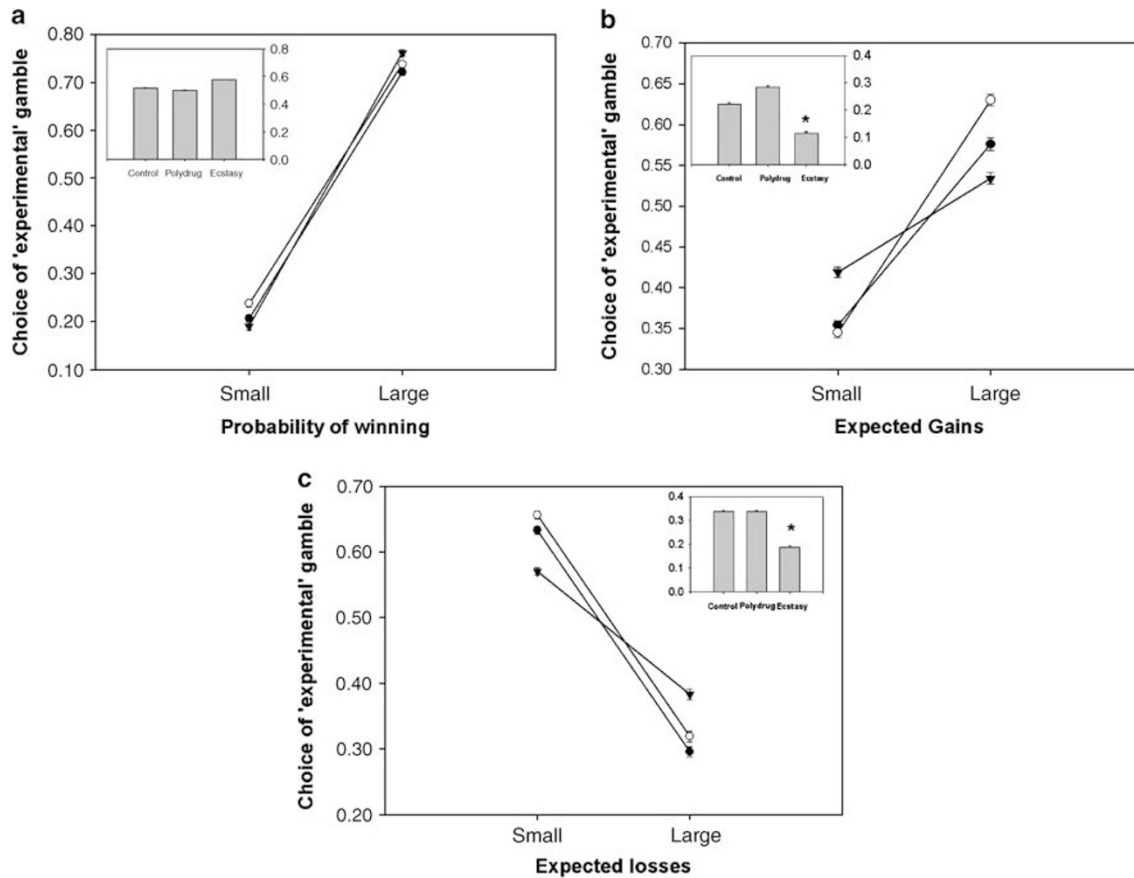 a
Choice of 'experimental' gamble
0.80
0.70
0.60
0.50
0.40
0.30
0.20
0.10
Small
Large
Probability of winning
0.8
0.6
0.4
0.2
0.0
Control Polydrug Ecstasy
b
Choice of 'experimental' gamble
0.70
0.65
0.60
0.55
0.50
0.45
0.40
0.35
0.30
Small
Large
Expected Gains
0.4
0.3
0.2
0.1
0.0
*
Control Polydrug Ecstasy
c
Choice of 'experimental' gamble
0.70
0.60
0.50
0.40
0.30
0.20
Small
Large
Expected losses
0.4
0.3
0.2
0.1
0.0
*
Control Polydrug Ecstasy